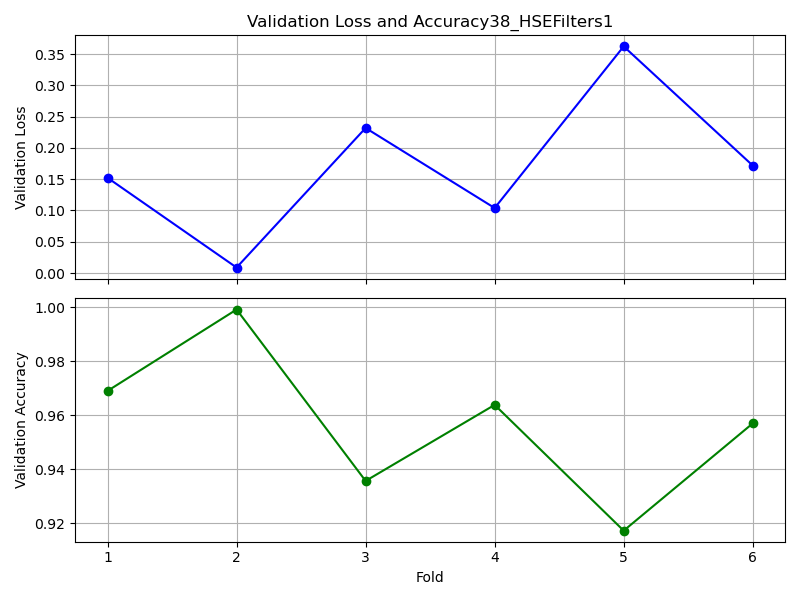 Validation Loss and Accuracy38_HSEFilters1
Validation Loss
0.35
0.30
0.25
0.20
0.15
0.10
0.05
0.00
Validation Accuracy
1.00
0.98
0.96
0.94
0.92
1 2 3 4 5 6
Fold